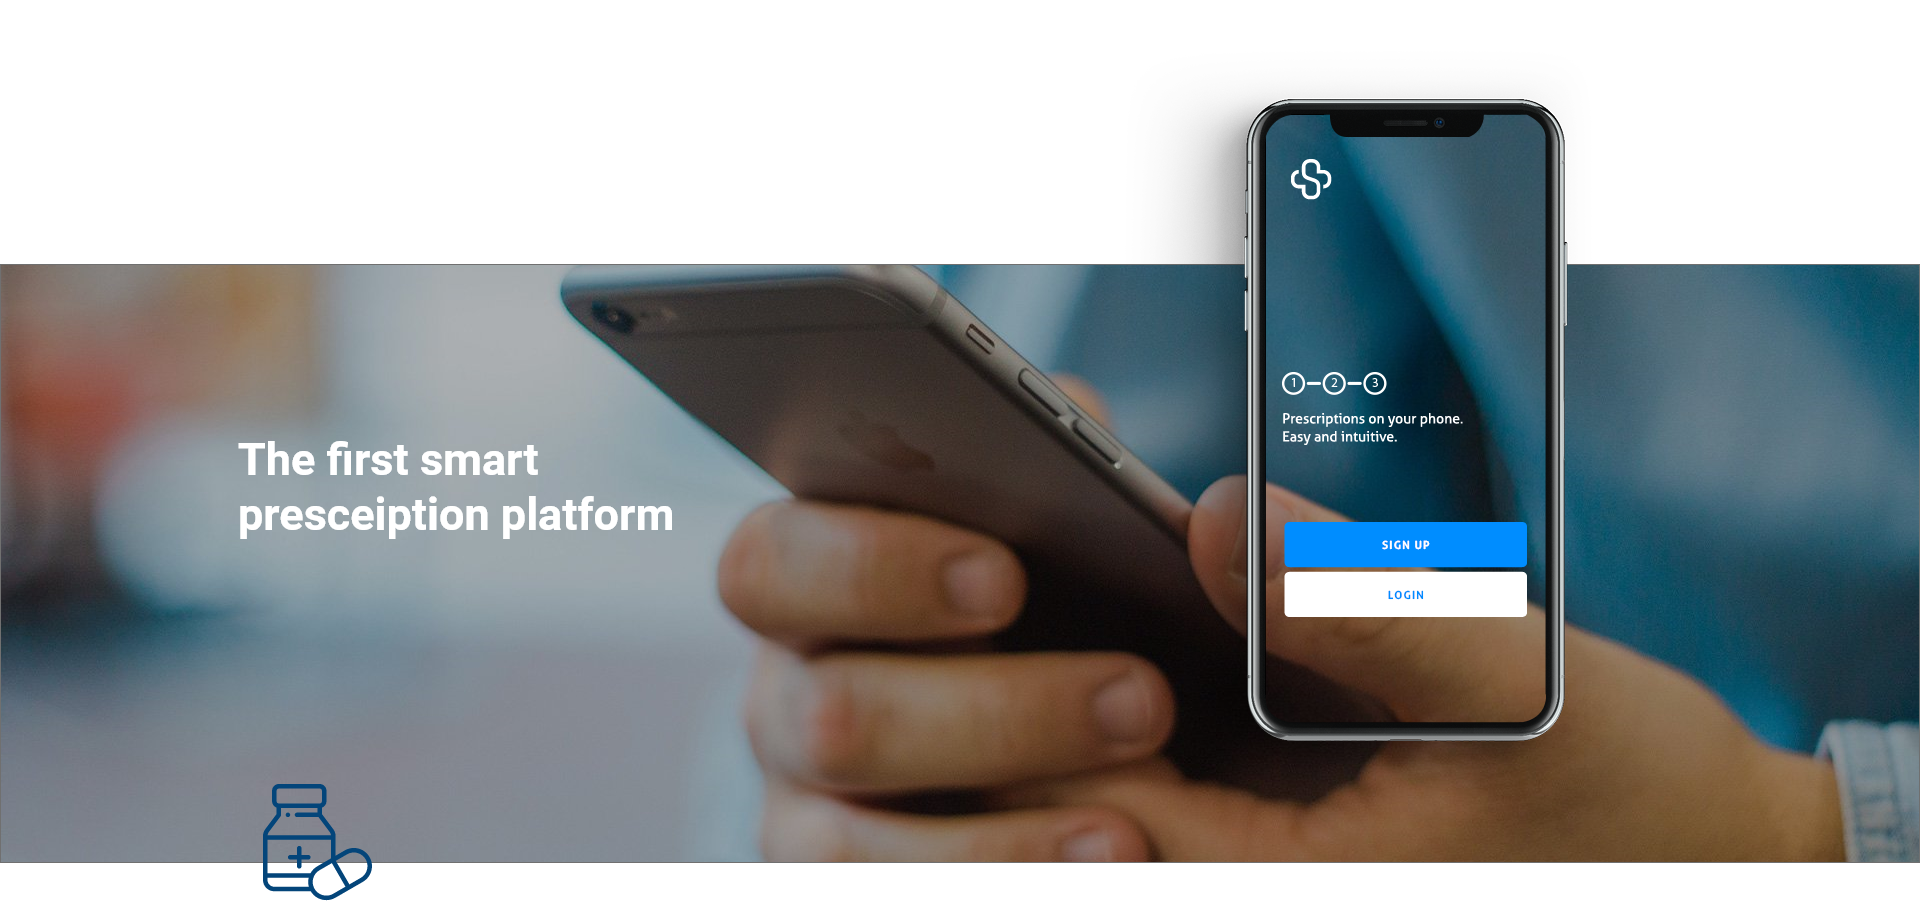 The first smart
presceiption platform
1 2 3
Prescriptions on your phone.
Easy and intuitive.
SIGN UP
LOGIN